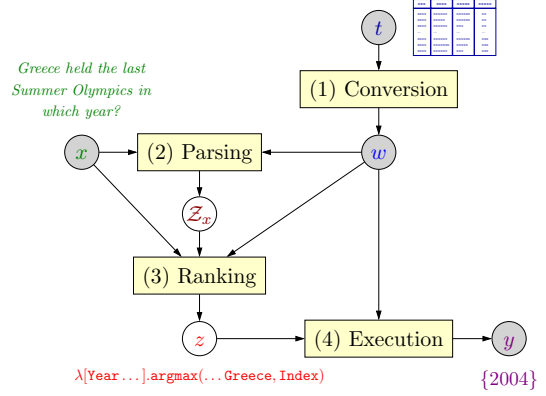 t
Greece held the last
Summer Olympics in
which year?
(1) Conversion
x
(2) Parsing
w
𝒵ₓ
(3) Ranking
z
(4) Execution
y
λ[Year ...].argmax(... Greece, Index)
{2004}